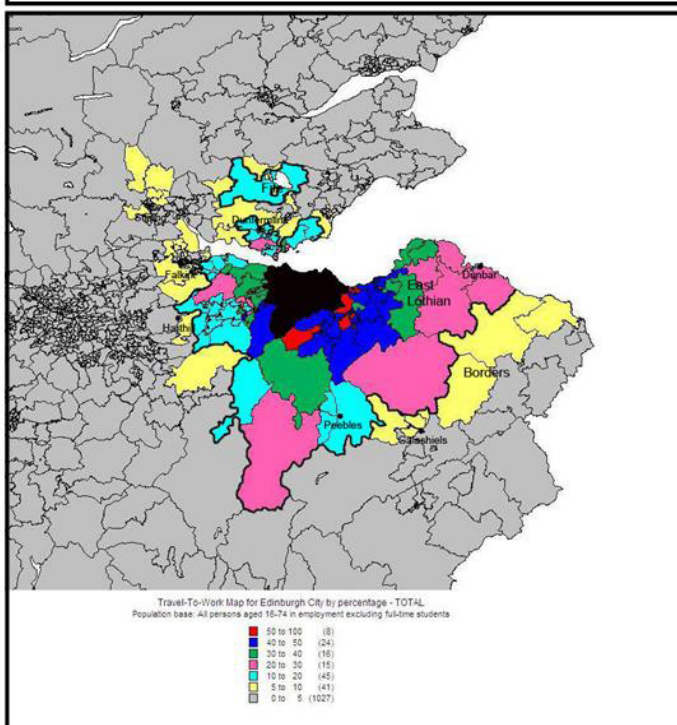 Fife
Dunfermline
Stirling
Falkirk
Dunbar
East
Lothian
Harthill
Borders
Peebles
Galashiels
Travel-To-Work Map for Edinburgh City by percentage - TOTAL
Population base: All persons aged 16-74 in employment excluding full-time students
50 to 100 (8)
40 to 50 (24)
30 to 40 (16)
20 to 30 (15)
10 to 20 (45)
5 to 10 (41)
0 to 5 (1027)